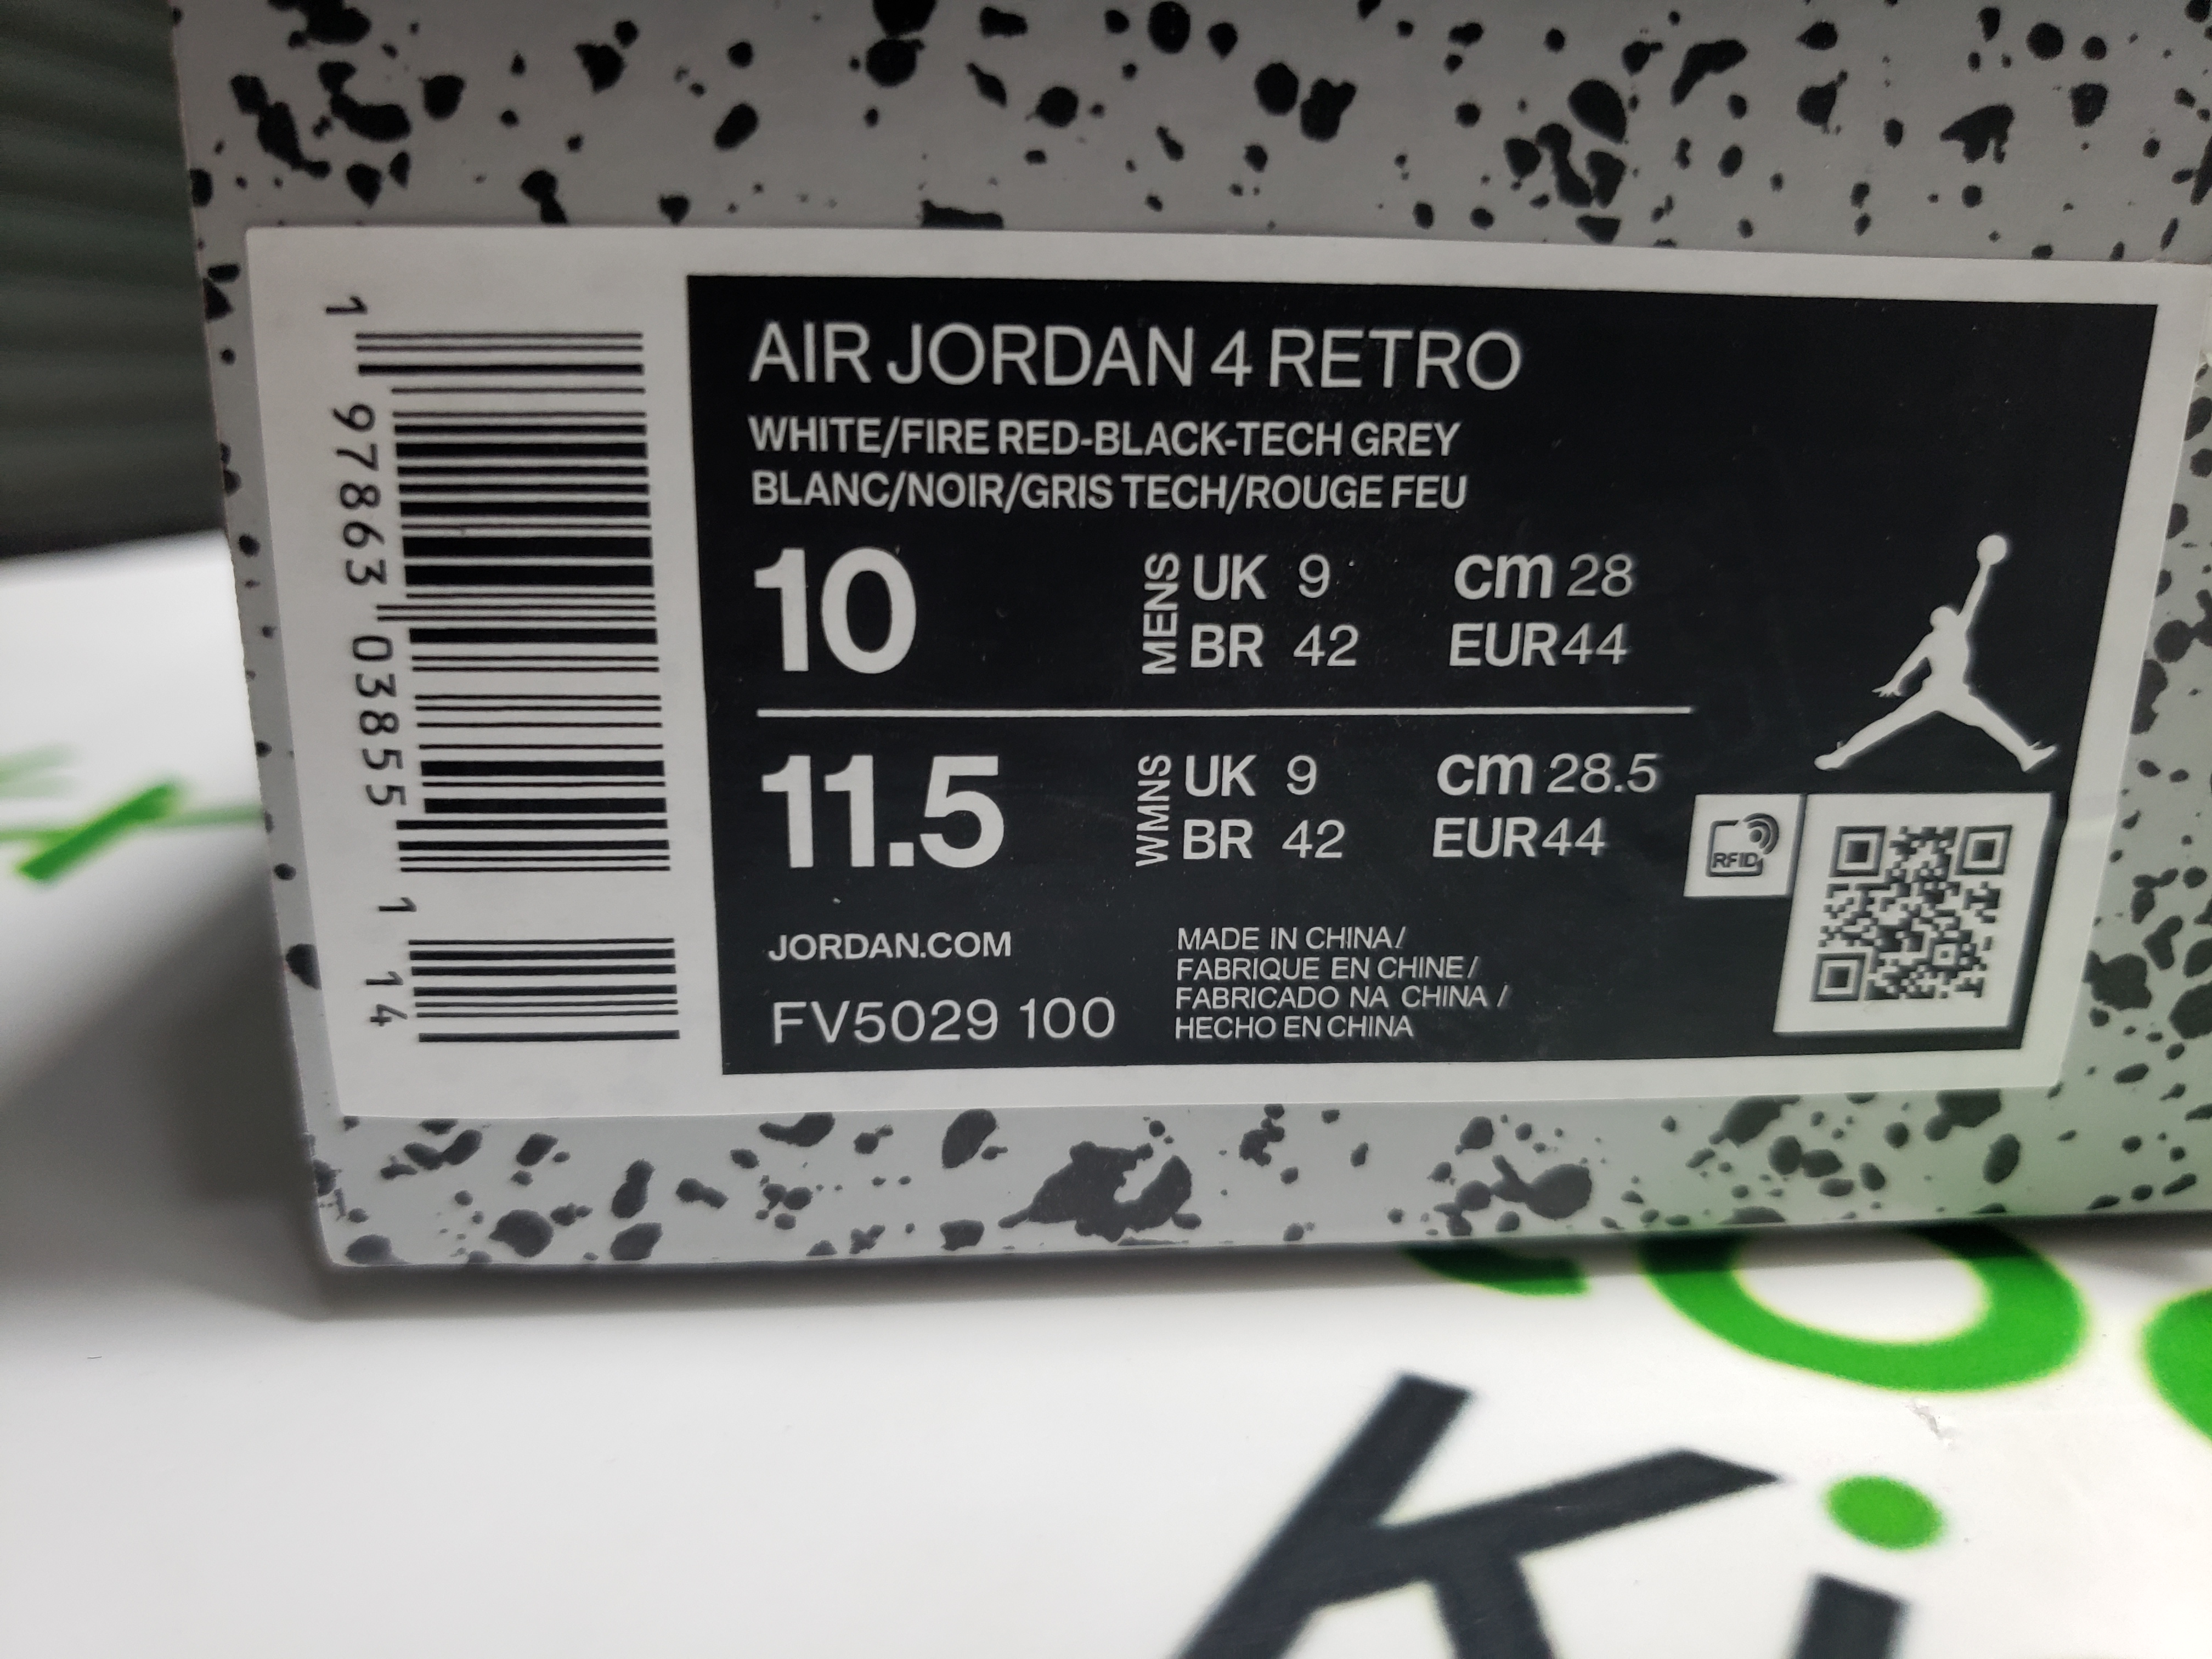 AIR JORDAN 4 RETRO
WHITE/FIRE RED-BLACK-TECH GREY
BLANC/NOIR/GRIS TECH/ROUGE FEU
10
MENS
UK 9 cm 28
BR 42 EUR 44
11.5
WMNS
UK 9 cm 28.5
BR 42 EUR 44
RFID
JORDAN.COM
FV5029 100
MADE IN CHINA/
FABRIQUE EN CHINE/
FABRICADO NA CHINA /
HECHO EN CHINA
1 97863 03855 1 14
Ki